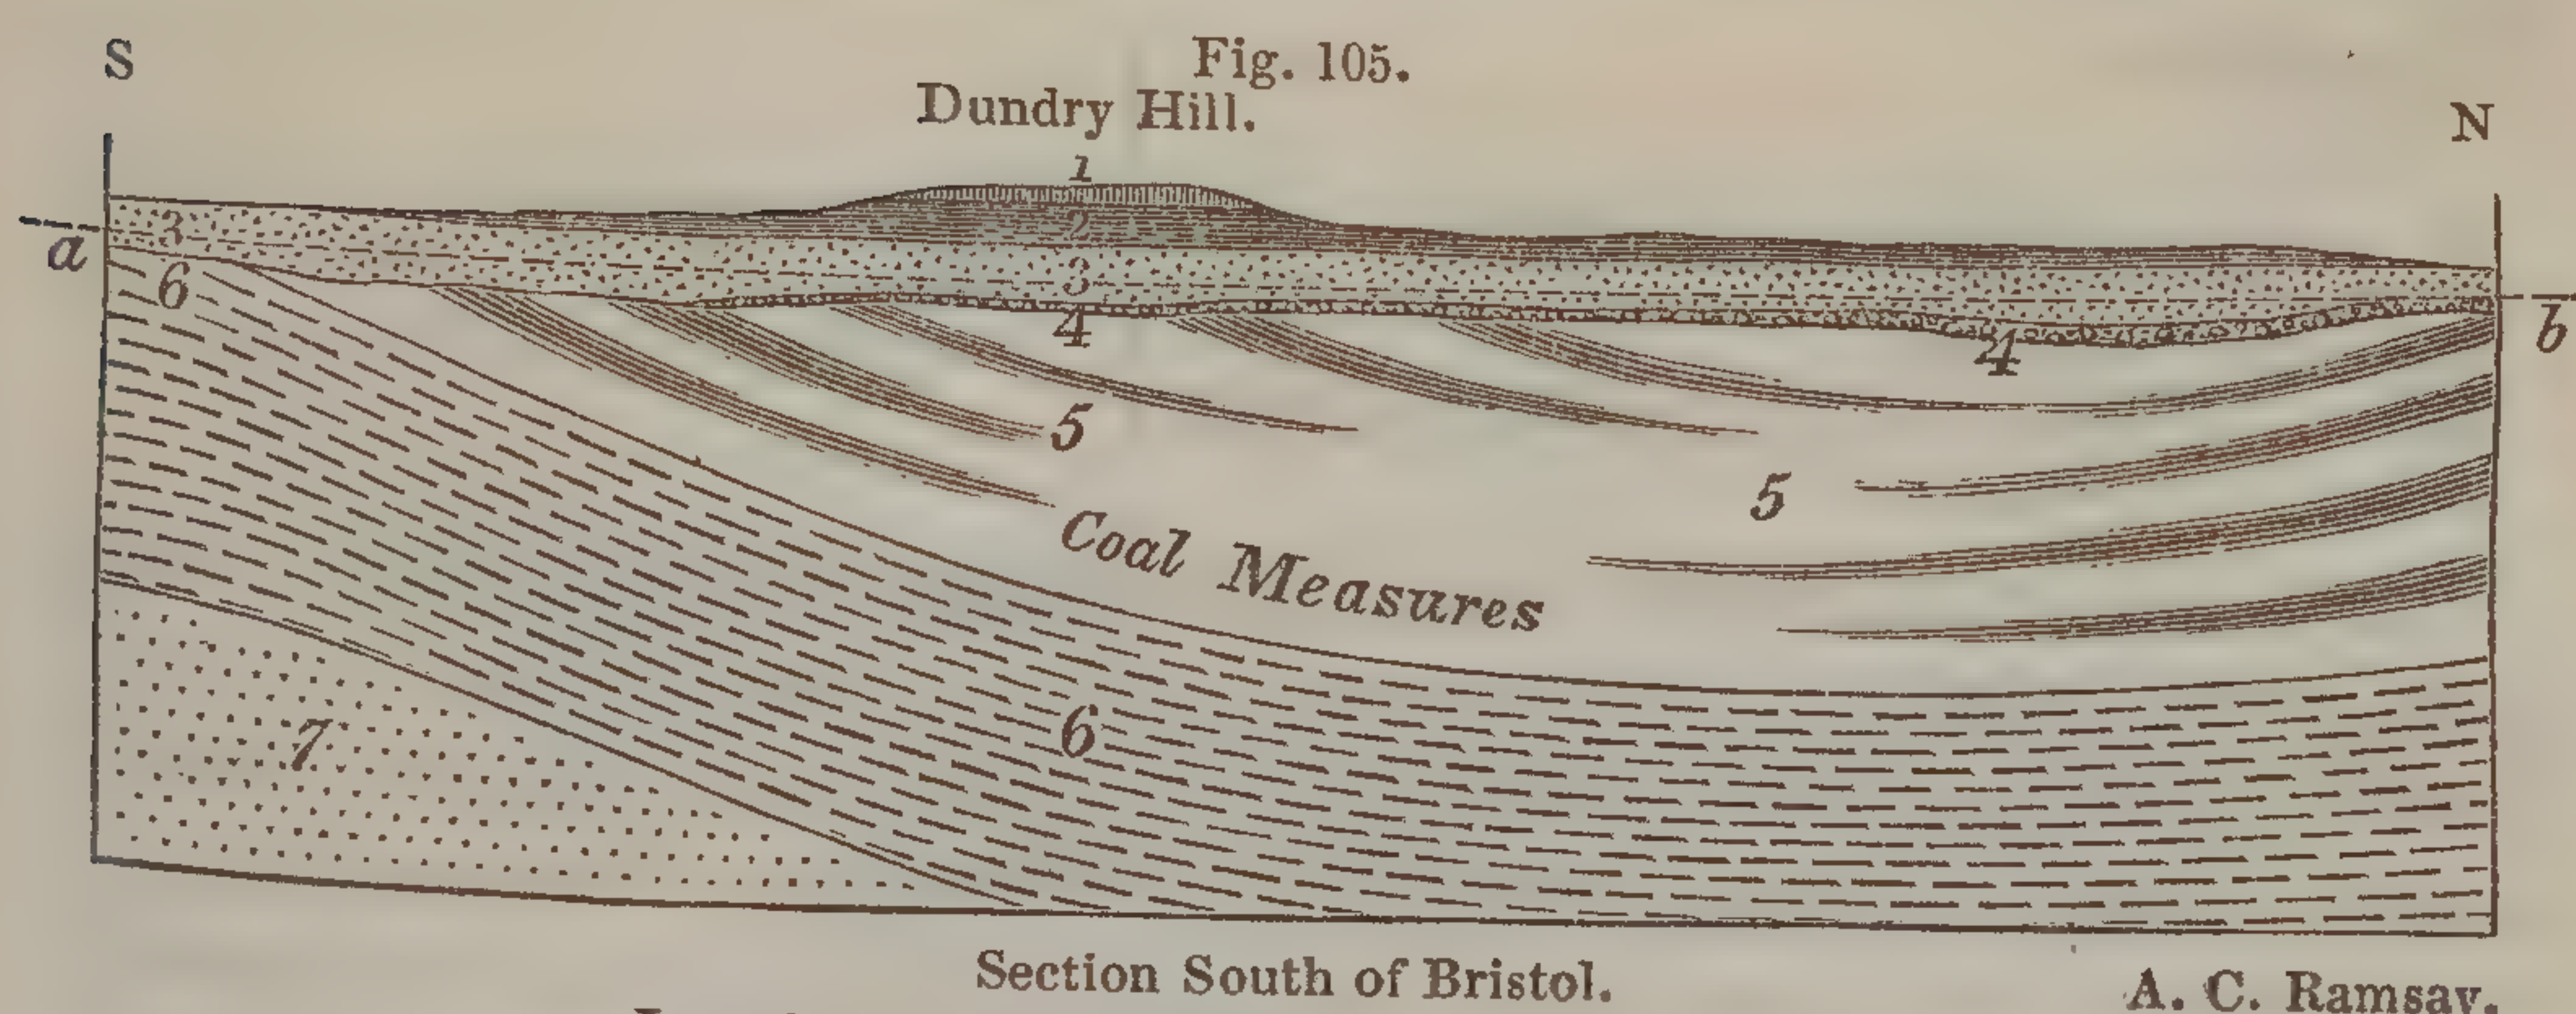 Fig. 105.
S
Dundry Hill.
N
1
2
3
3
a
6
4
4
b
5
5
Coal Measures
6
7
Section South of Bristol.
A. C. Ramsay.